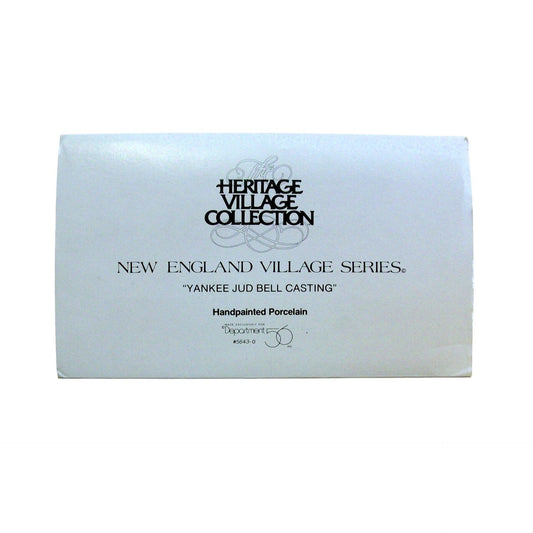 The
HERITAGE
VILLAGE
COLLECTION
NEW ENGLAND VILLAGE SERIES©
"YANKEE JUD BELL CASTING"
Handpainted Porcelain
MADE EXCLUSIVELY FOR
Department 56
#5643-0